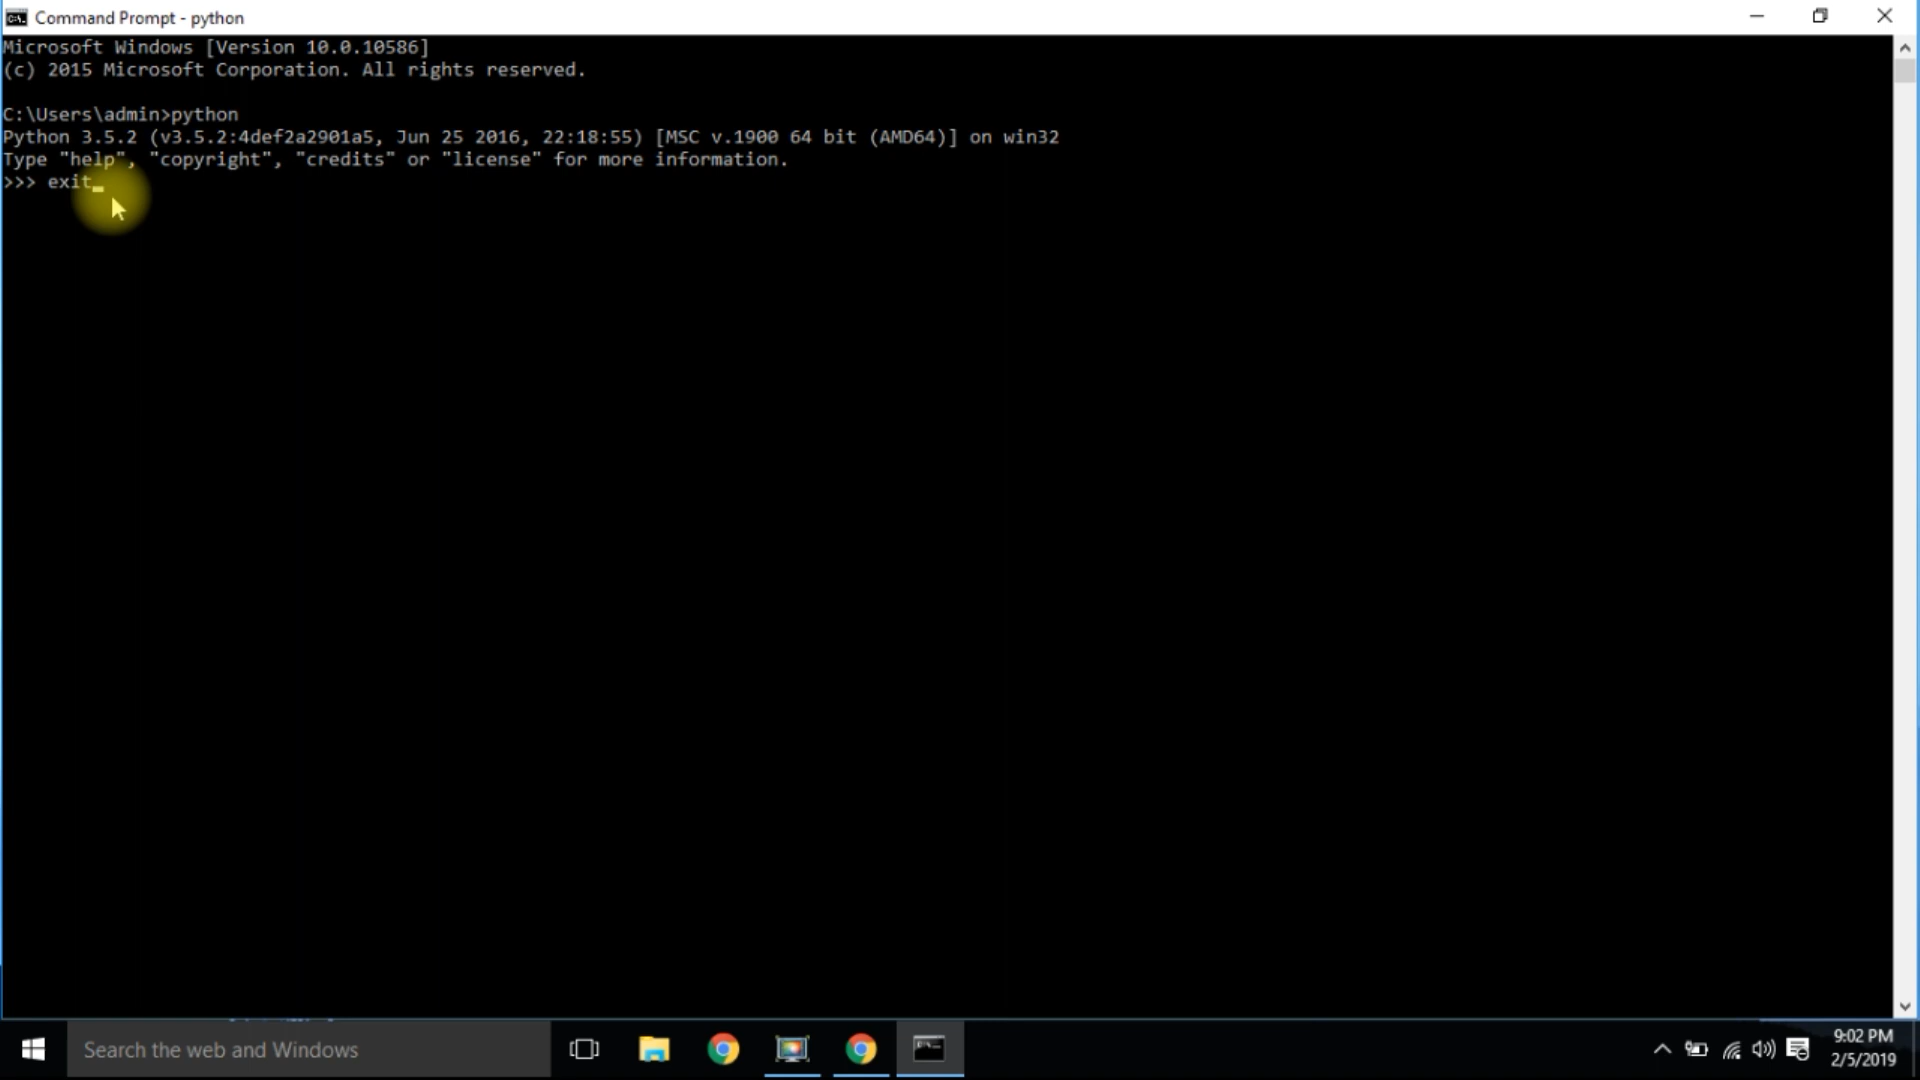 Command Prompt - python
Microsoft Windows [Version 10.0.10586]
(c) 2015 Microsoft Corporation. All rights reserved.
C:\Users\admin>python
Python 3.5.2 (v3.5.2:4def2a2901a5, Jun 25 2016, 22:18:55) [MSC v.1900 64 bit (AMD64)] on win32
Type "help", "copyright", "credits" or "license" for more information.
>>> exit_
Search the web and Windows
9:02 PM
2/5/2019